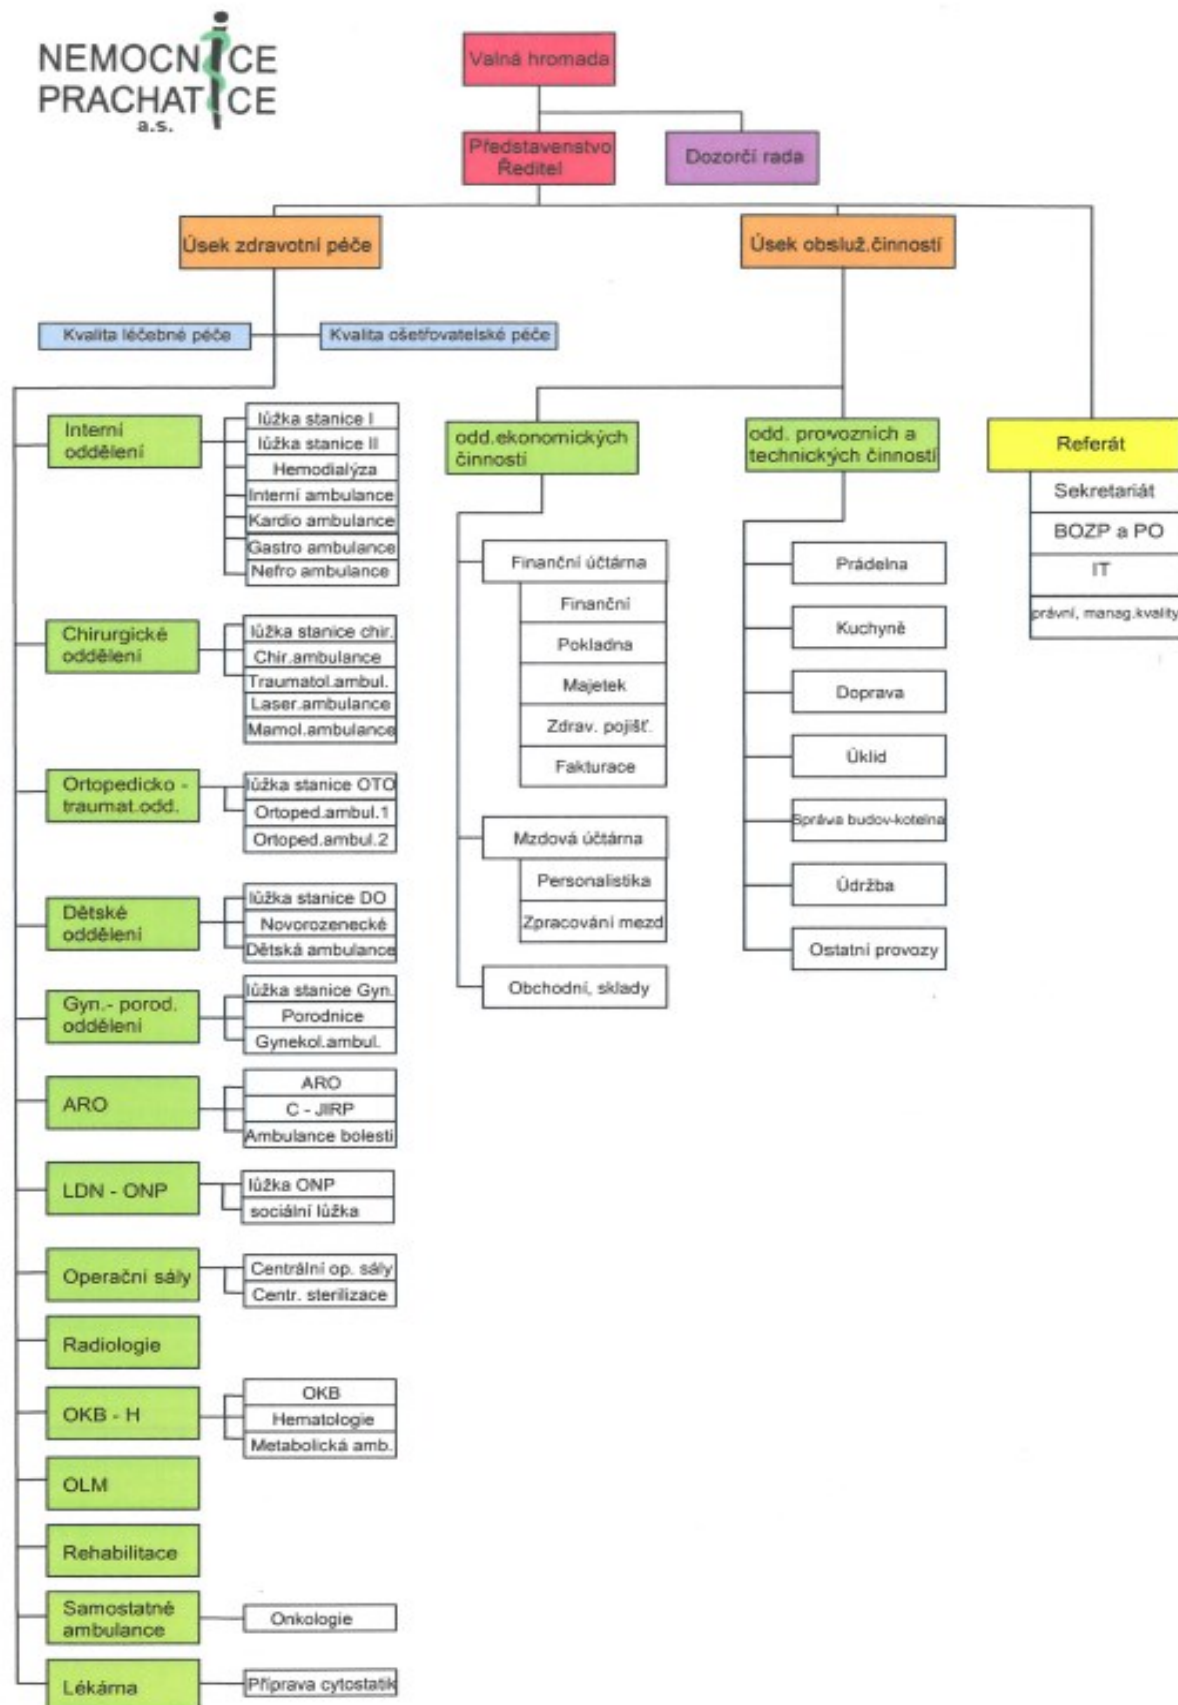 NEMOCNICE
PRACHATICE
a.s.
Valná hromada
Představenstvo
Ředitel
Dozorčí rada
Úsek zdravotní péče
Úsek obsluž.činností
Kvalita léčebné péče
Kvalita ošetřovatelské péče
Interní
oddělení
lůžka stanice I
lůžka stanice II
Hemodialýza
Interní ambulance
Kardio ambulance
Gastro ambulance
Nefro ambulance
Chirurgické
oddělení
lůžka stanice chir.
Chir.ambulance
Traumatol.ambul.
Laser.ambulance
Mamol.ambulance
Ortopedicko -
traumat.odd.
lůžka stanice OTO
Ortoped.ambul.1
Ortoped.ambul.2
Dětské
oddělení
lůžka stanice DO
Novorozenecké
Dětská ambulance
Gyn.- porod.
oddělení
lůžka stanice Gyn.
Porodnice
Gynekol.ambul.
ARO
ARO
C - JIRP
Ambulance bolesti
LDN - ONP
lůžka ONP
sociální lůžka
Operační sály
Centrální op. sály
Centr. sterilizace
Radiologie
OKB - H
OKB
Hematologie
Metabolická amb.
OLM
Rehabilitace
Samostatné
ambulance
Onkologie
Lékárna
Příprava cytostatik
odd.ekonomických
činností
Finanční účtárna
Finanční
Pokladna
Majetek
Zdrav. pojišť.
Fakturace
Mzdová účtárna
Personalistika
Zpracování mezd
Obchodní, sklady
odd. provozních a
technických činností
Prádelna
Kuchyně
Doprava
Úklid
Správa budov-kotelna
Údržba
Ostatní provozy
Referát
Sekretariát
BOZP a PO
IT
právní, manag.kvality